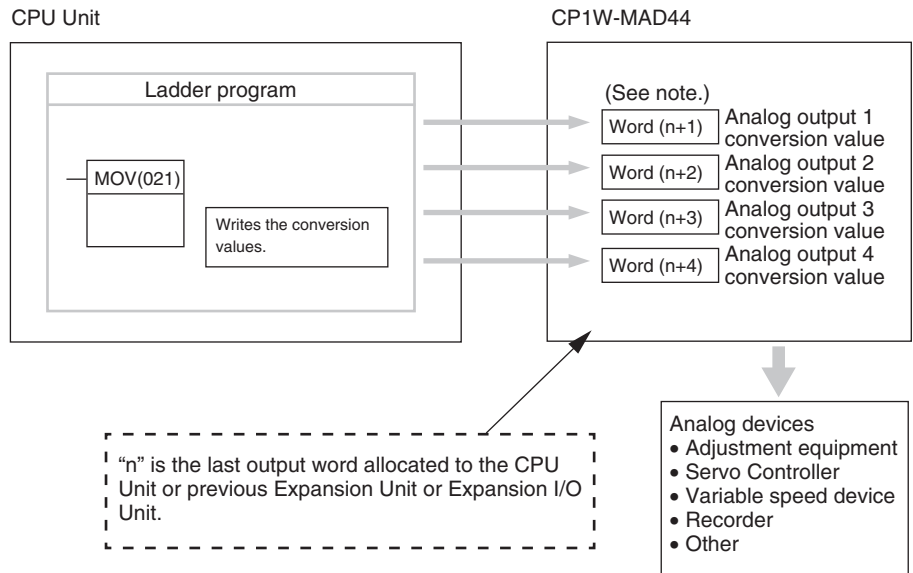 CPU Unit
CP1W-MAD44
Ladder program
MOV(021)
Writes the conversion
values.
(See note.)
Word (n+1)
Analog output 1
conversion value
Word (n+2)
Analog output 2
conversion value
Word (n+3)
Analog output 3
conversion value
Word (n+4)
Analog output 4
conversion value
“n” is the last output word allocated to the CPU
Unit or previous Expansion Unit or Expansion I/O
Unit.
Analog devices
• Adjustment equipment
• Servo Controller
• Variable speed device
• Recorder
• Other